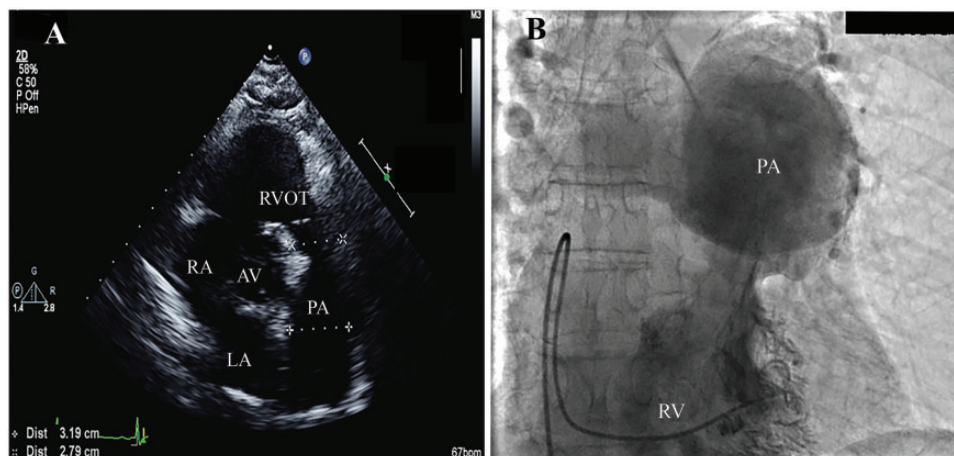 A
M3
P
2D
58%
C 50
P Off
HPen
x
RVOT
RA
AV
G
P
R
1.4
2.8
PA
LA
Dist 3.19 cm
Dist 2.79 cm
67bpm
B
PA
RV